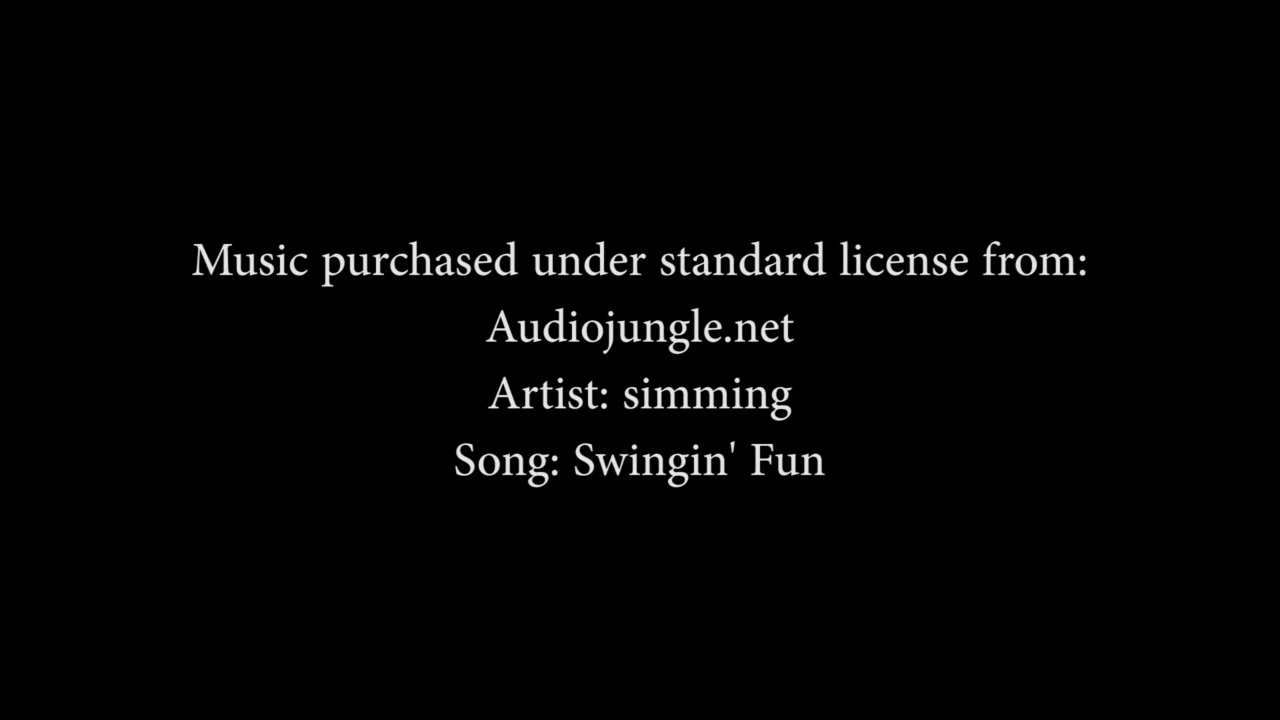 Music purchased under standard license from:
Audiojungle.net
Artist: simming
Song: Swingin' Fun